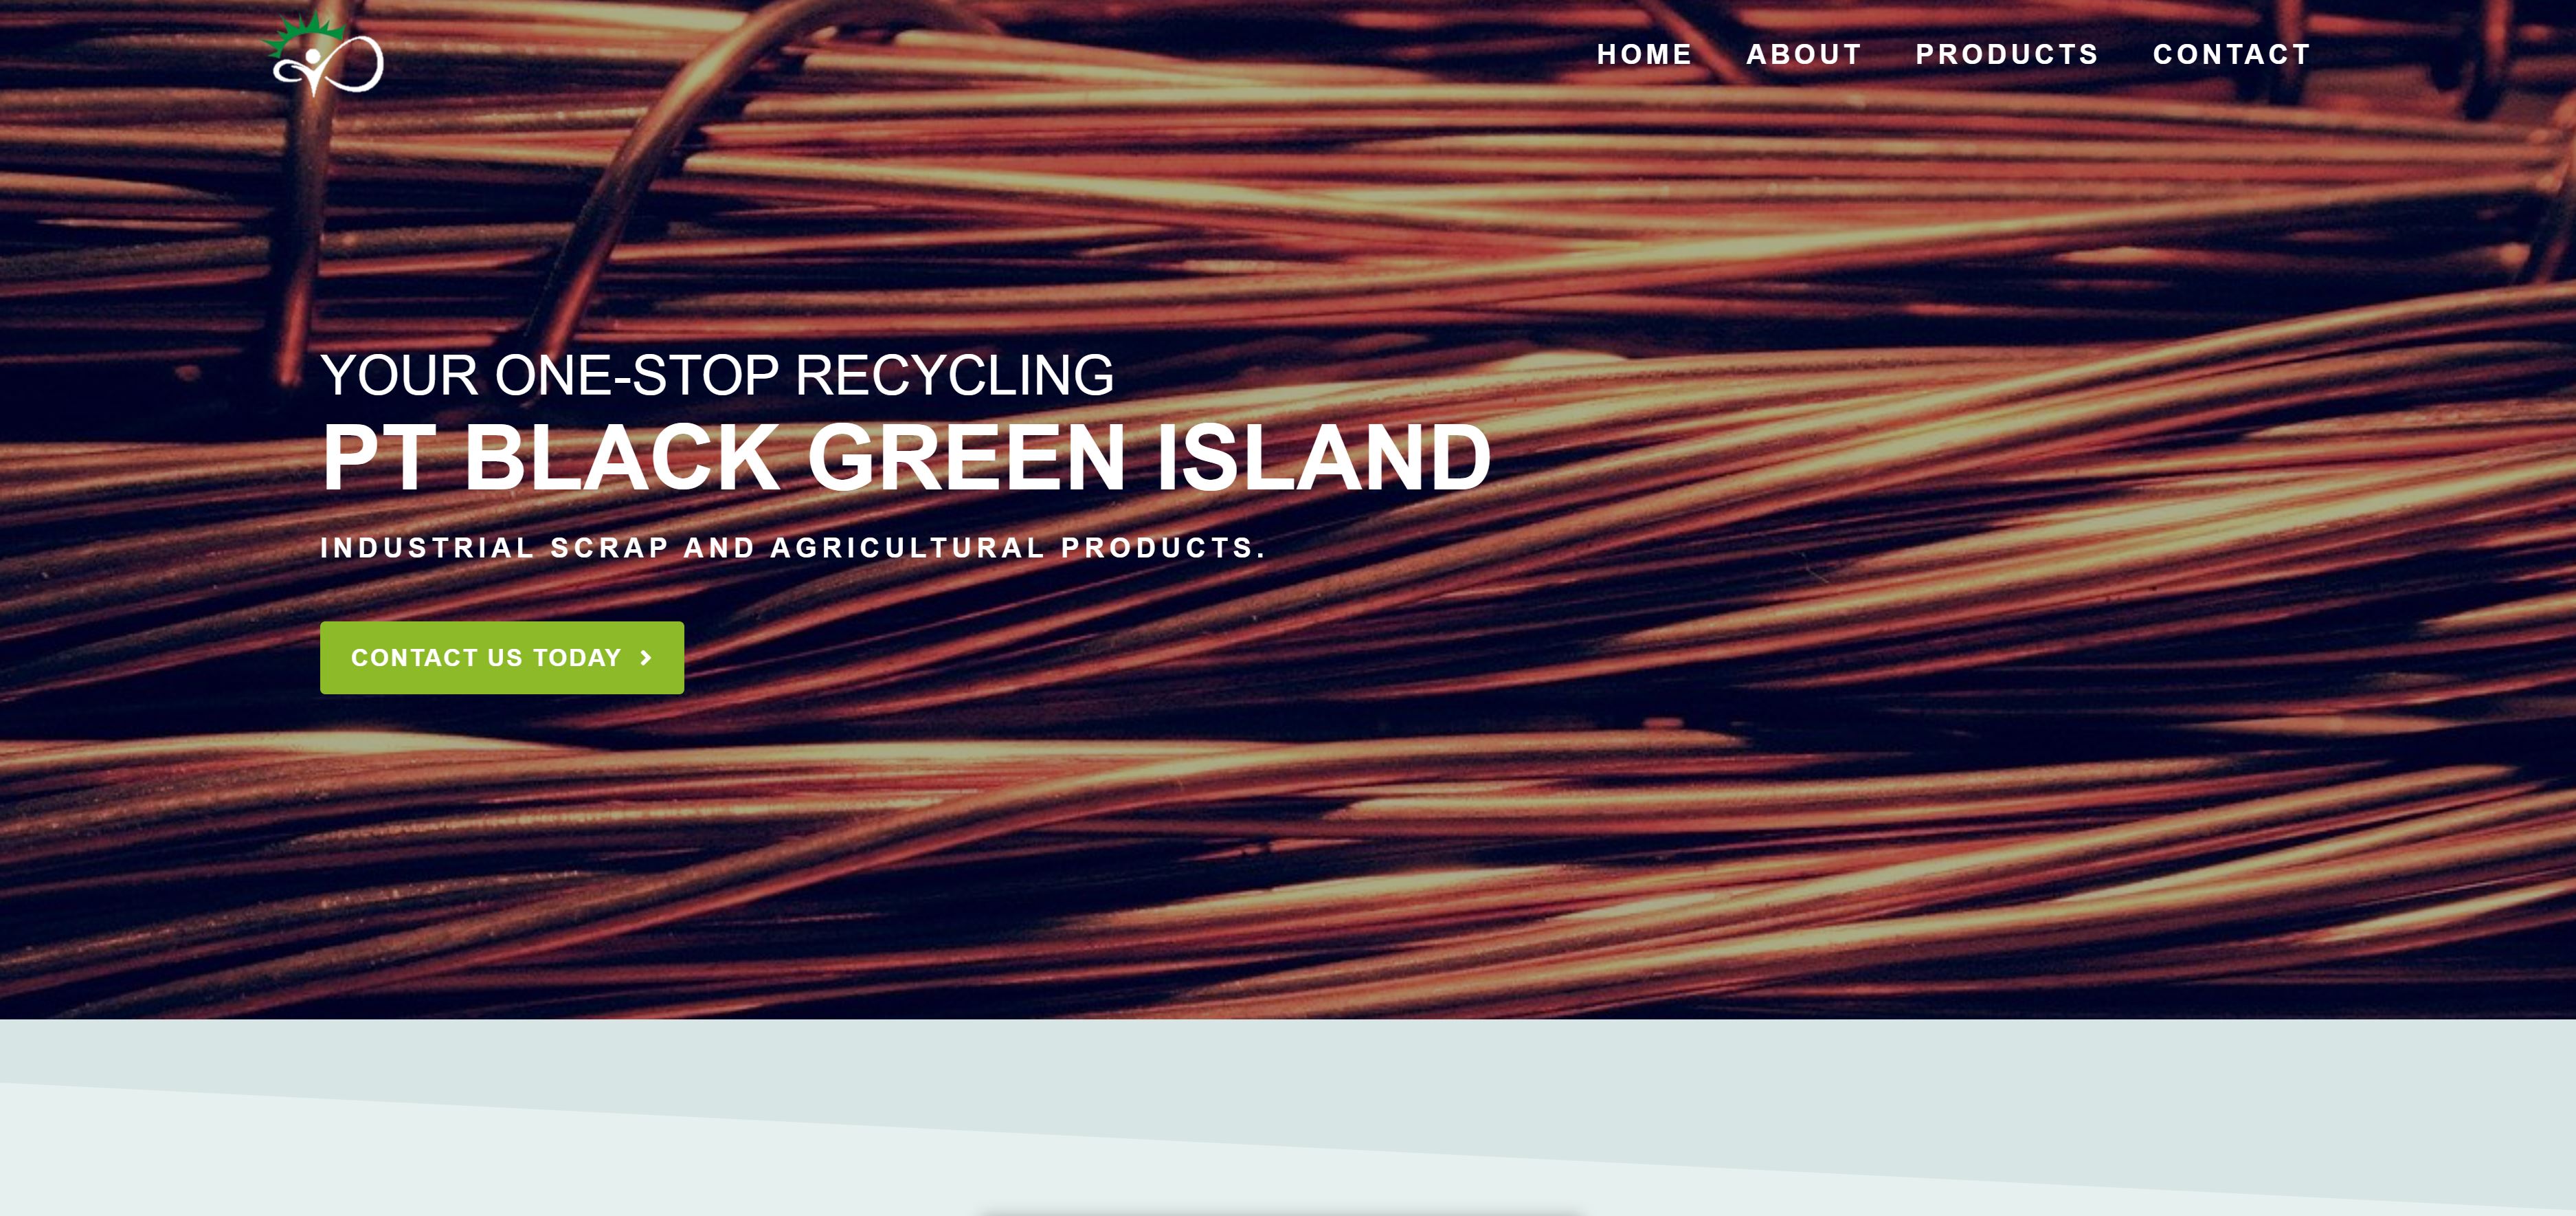 HOME ABOUT PRODUCTS CONTACT
YOUR ONE-STOP RECYCLING
PT BLACK GREEN ISLAND
INDUSTRIAL SCRAP AND AGRICULTURAL PRODUCTS.
CONTACT US TODAY